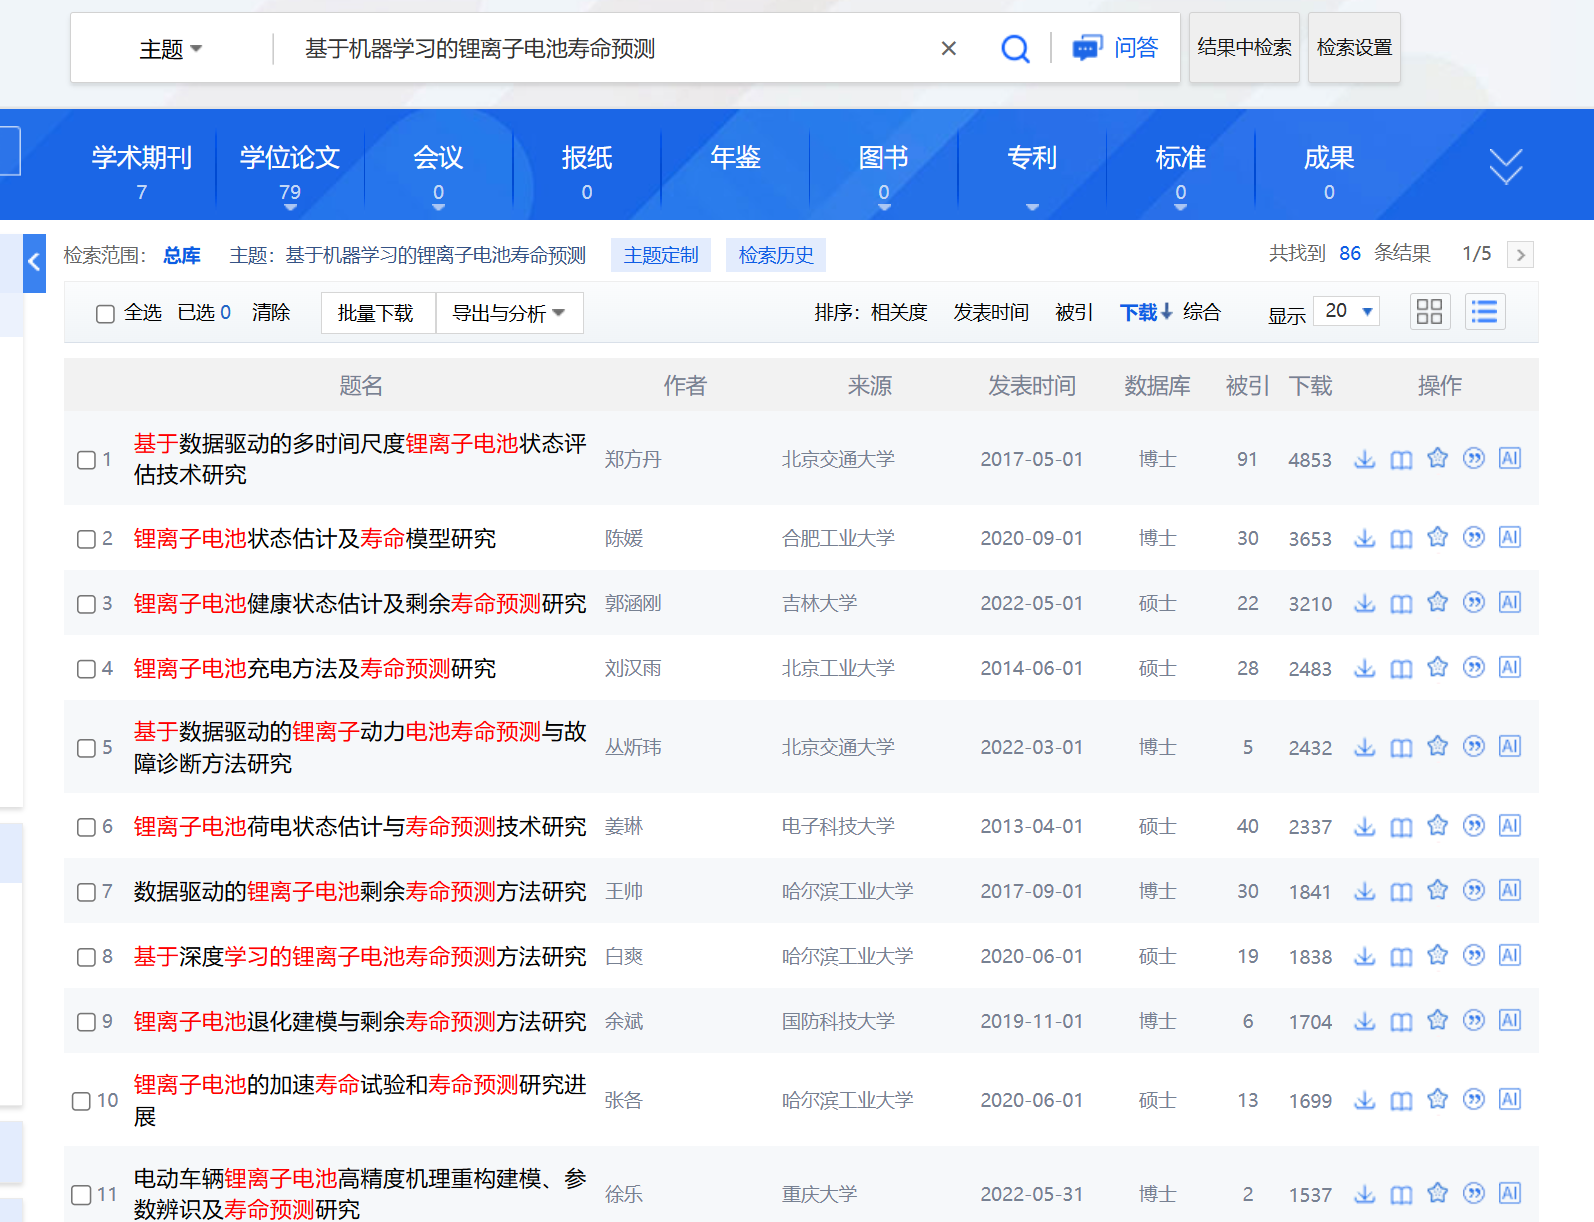 主题 基于机器学习的锂离子电池寿命预测 × 问答 结果中检索 检索设置
学术期刊 学位论文 会议 报纸 年鉴 图书 专利 标准 成果
7 79 0 0 0 0 0
检索范围： 总库 主题：基于机器学习的锂离子电池寿命预测 主题定制 检索历史 共找到 86 条结果 1/5 >
全选 已选 0 清除 批量下载 导出与分析 排序：相关度 发表时间 被引 下载↓ 综合 显示 20
题名 作者 来源 发表时间 数据库 被引 下载 操作
1 基于数据驱动的多时间尺度锂离子电池状态评
估技术研究 郑方丹 北京交通大学 2017-05-01 博士 91 4853 AI
2 锂离子电池状态估计及寿命模型研究 陈媛 合肥工业大学 2020-09-01 博士 30 3653 AI
3 锂离子电池健康状态估计及剩余寿命预测研究 郭涵刚 吉林大学 2022-05-01 硕士 22 3210 AI
4 锂离子电池充电方法及寿命预测研究 刘汉雨 北京工业大学 2014-06-01 硕士 28 2483 AI
5 基于数据驱动的锂离子动力电池寿命预测与故
障诊断方法研究 丛炘玮 北京交通大学 2022-03-01 博士 5 2432 AI
6 锂离子电池荷电状态估计与寿命预测技术研究 姜琳 电子科技大学 2013-04-01 硕士 40 2337 AI
7 数据驱动的锂离子电池剩余寿命预测方法研究 王帅 哈尔滨工业大学 2017-09-01 博士 30 1841 AI
8 基于深度学习的锂离子电池寿命预测方法研究 白爽 哈尔滨工业大学 2020-06-01 硕士 19 1838 AI
9 锂离子电池退化建模与剩余寿命预测方法研究 余斌 国防科技大学 2019-11-01 博士 6 1704 AI
10 锂离子电池的加速寿命试验和寿命预测研究进
展 张各 哈尔滨工业大学 2020-06-01 硕士 13 1699 AI
11 电动车辆锂离子电池高精度机理重构建模、参
数辨识及寿命预测研究 徐乐 重庆大学 2022-05-31 博士 2 1537 AI